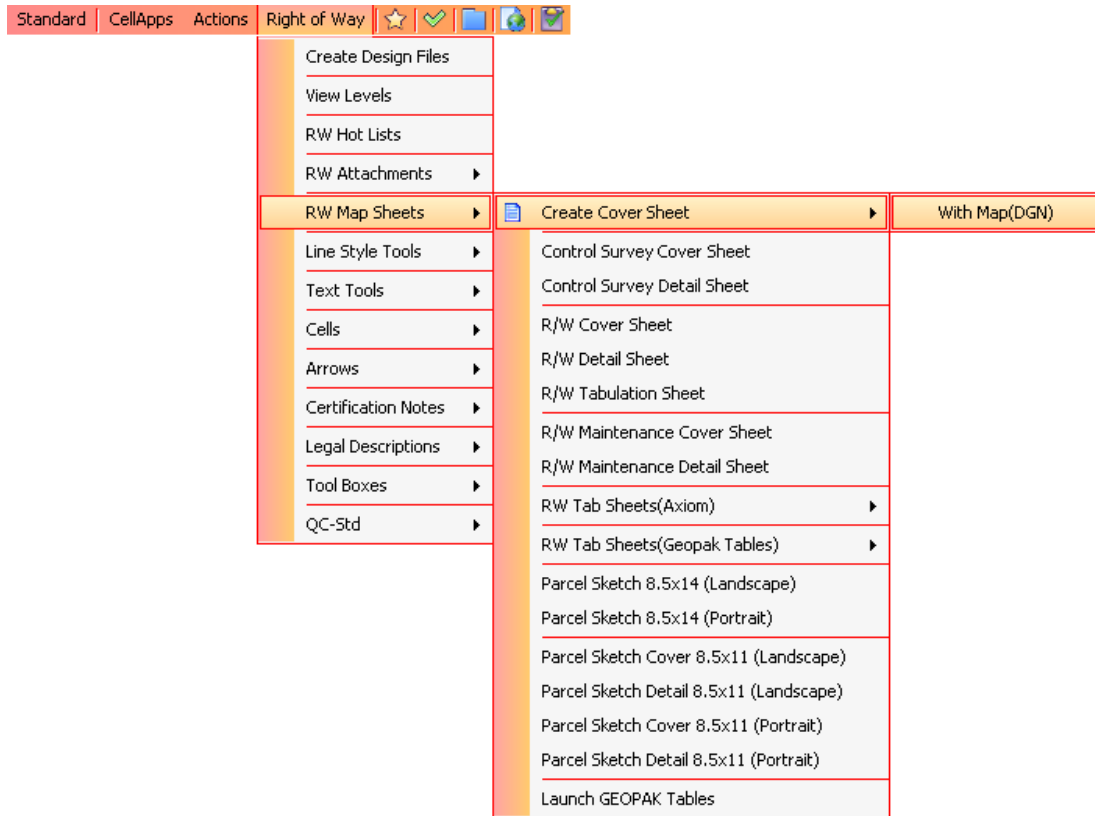 Standard CellApps Actions Right of Way
Create Design Files
View Levels
RW Hot Lists
RW Attachments
RW Map Sheets
Line Style Tools
Text Tools
Cells
Arrows
Certification Notes
Legal Descriptions
Tool Boxes
QC-Std
Create Cover Sheet
Control Survey Cover Sheet
Control Survey Detail Sheet
R/W Cover Sheet
R/W Detail Sheet
R/W Tabulation Sheet
R/W Maintenance Cover Sheet
R/W Maintenance Detail Sheet
RW Tab Sheets(Axiom)
RW Tab Sheets(Geopak Tables)
Parcel Sketch 8.5x14 (Landscape)
Parcel Sketch 8.5x14 (Portrait)
Parcel Sketch Cover 8.5x11 (Landscape)
Parcel Sketch Detail 8.5x11 (Landscape)
Parcel Sketch Cover 8.5x11 (Portrait)
Parcel Sketch Detail 8.5x11 (Portrait)
Launch GEOPAK Tables
With Map(DGN)